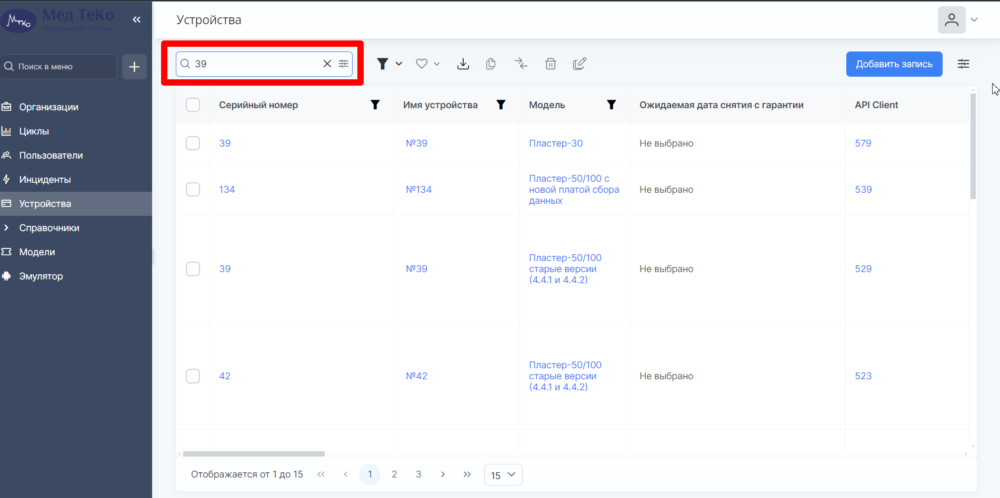 МТКо
Мед ТеКо
медицинская техника
Устройства
Поиск в меню
39
Добавить запись
Организации
Циклы
Пользователи
Инциденты
Устройства
Справочники
Модели
Эмулятор
Серийный номер Имя устройства Модель Ожидаемая дата снятия с гарантии API Client
39 №39 Пластер-30 Не выбрано 579
134 №134 Пластер-50/100 с
новой платой сбора
данных Не выбрано 539
39 №39 Пластер-50/100
старые версии
(4.4.1 и 4.4.2) Не выбрано 529
42 №42 Пластер-50/100
старые версии
(4.4.1 и 4.4.2) Не выбрано 523
Отображается от 1 до 15 1 2 3 15